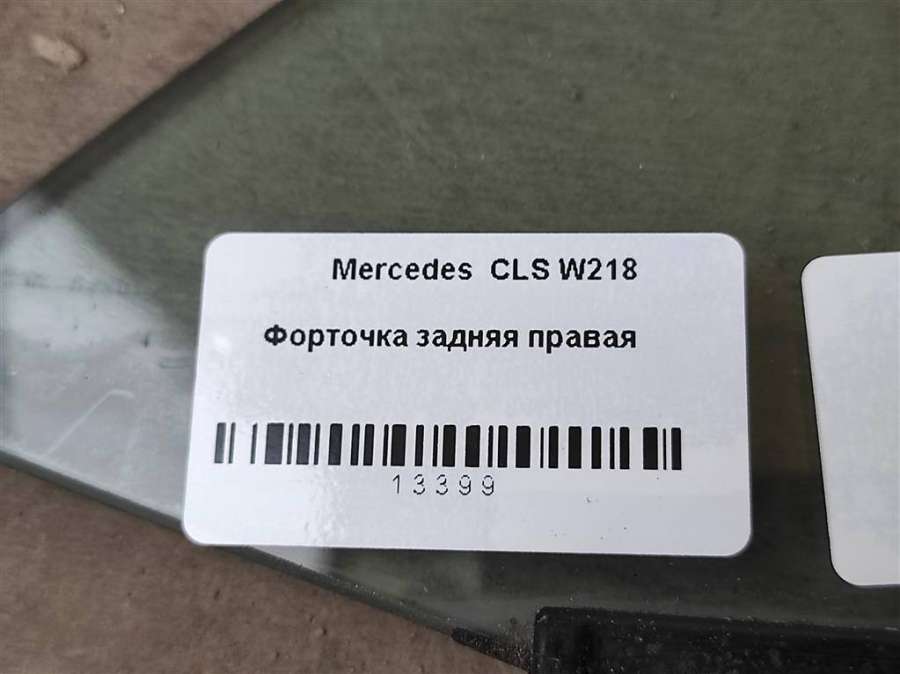 Mercedes CLS W218
Форточка задняя правая
13399